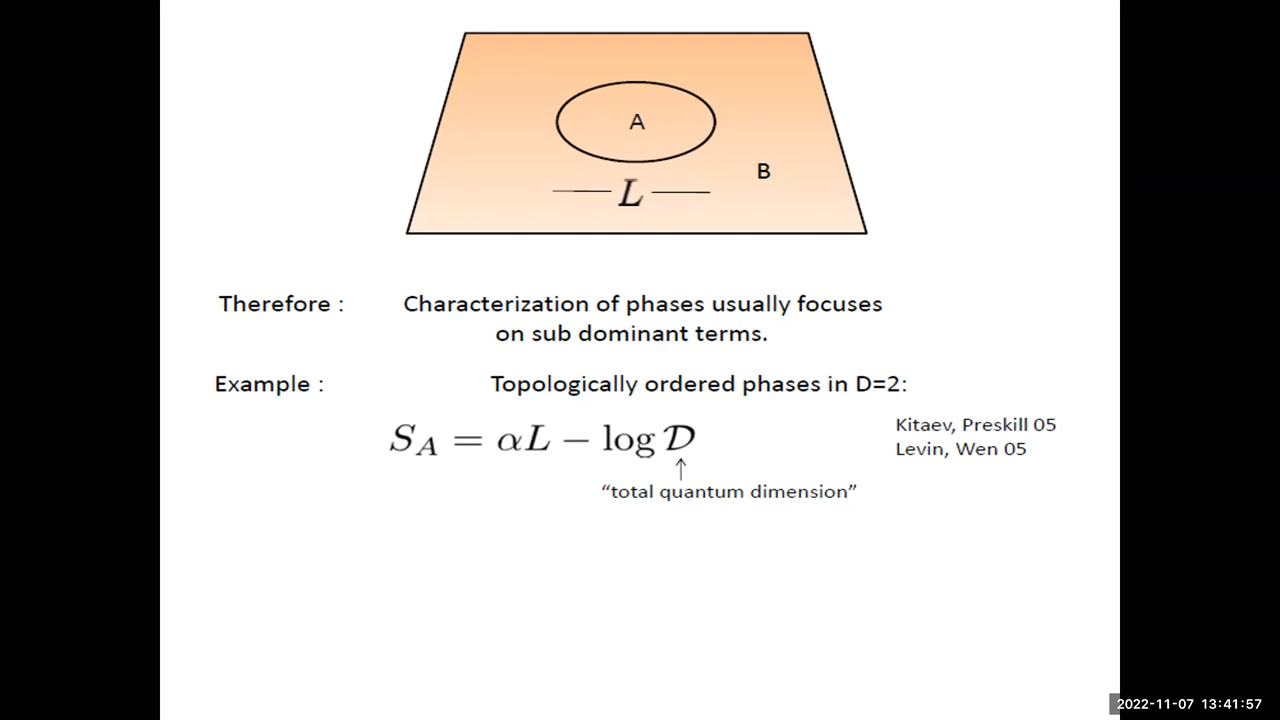 A
B
L
Therefore : Characterization of phases usually focuses
on sub dominant terms.
Example : Topologically ordered phases in D=2:
S_A = αL − log 𝒟
Kitaev, Preskill 05
Levin, Wen 05
“total quantum dimension”
2022-11-07 13:41:57